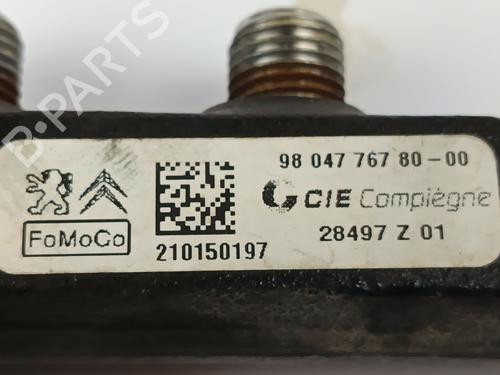 98 047 767 80-00
CIE Compiègne
28497 Z 01
FoMoCo
210150197
B-PARTS